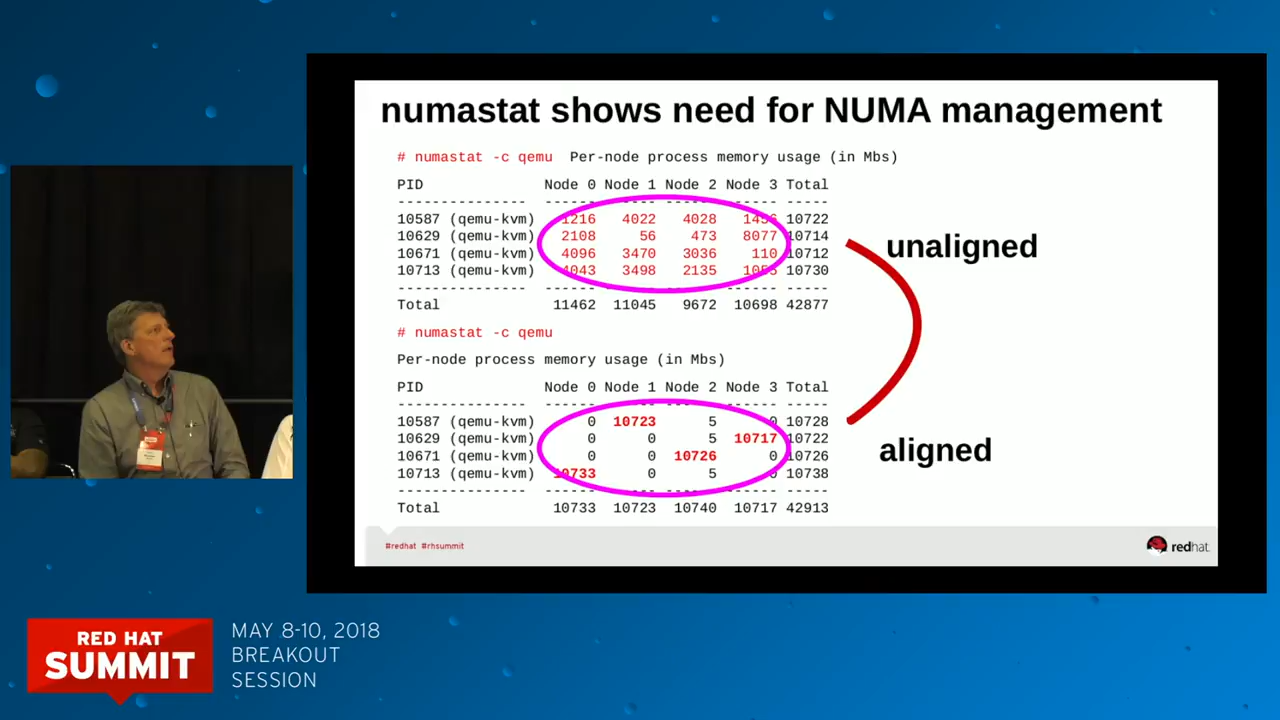 numastat shows need for NUMA management
# numastat -c qemu Per-node process memory usage (in Mbs)
PID Node 0 Node 1 Node 2 Node 3 Total
--------------- ------ ------ ------ ------ -----
10587 (qemu-kvm) 1216 4022 4028 1456 10722
10629 (qemu-kvm) 2108 56 473 8077 10714
10671 (qemu-kvm) 4096 3470 3036 110 10712
10713 (qemu-kvm) 4043 3498 2135 1055 10730
--------------- ------ ------ ------ ------ -----
Total 11462 11045 9672 10698 42877
unaligned
# numastat -c qemu
Per-node process memory usage (in Mbs)
PID Node 0 Node 1 Node 2 Node 3 Total
--------------- ------ ------ ------ ------ -----
10587 (qemu-kvm) 0 10723 5 0 10728
10629 (qemu-kvm) 0 0 5 10717 10722
10671 (qemu-kvm) 0 0 10726 0 10726
10713 (qemu-kvm) 10733 0 5 0 10738
--------------- ------ ------ ------ ------ -----
Total 10733 10723 10740 10717 42913
aligned
#redhat #rhsummit
redhat.
RED HAT
SUMMIT
MAY 8-10, 2018
BREAKOUT
SESSION